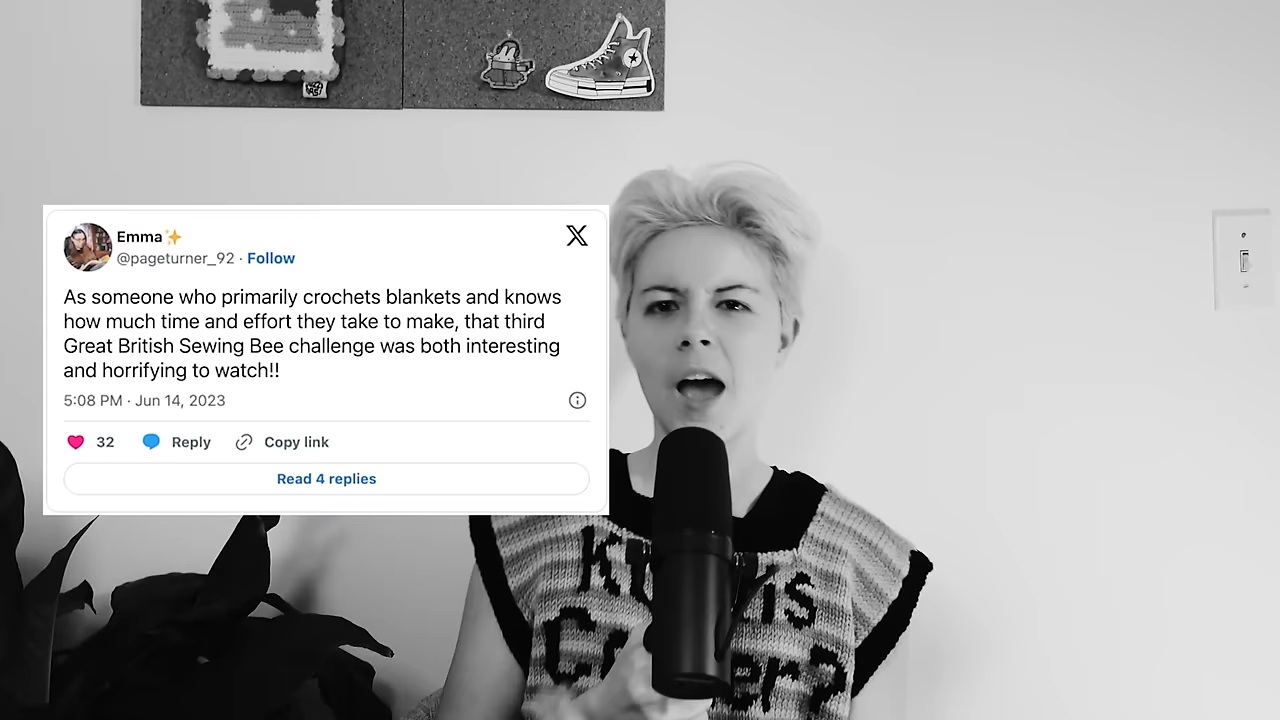 Emma✨
@pageturner_92 · Follow
As someone who primarily crochets blankets and knows
how much time and effort they take to make, that third
Great British Sewing Bee challenge was both interesting
and horrifying to watch!!
5:08 PM · Jun 14, 2023
32 Reply Copy link
Read 4 replies
is